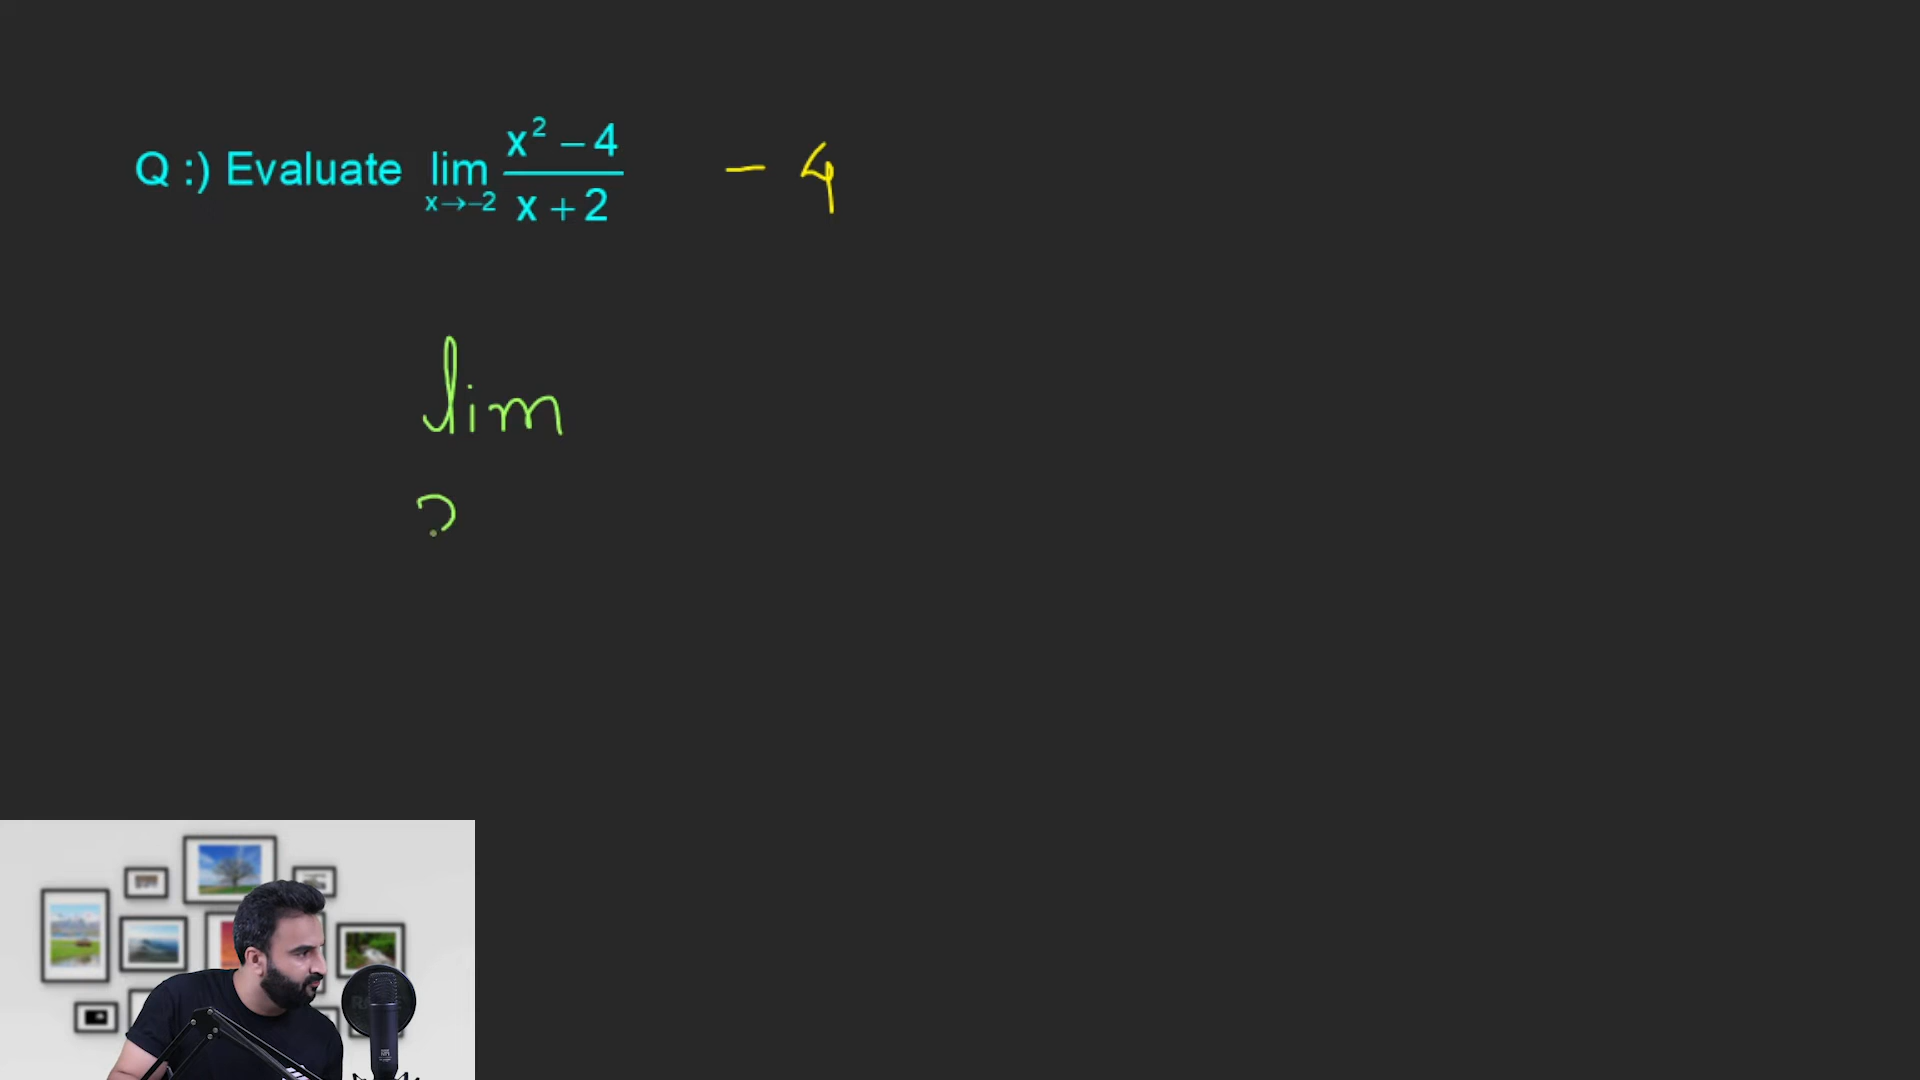 Q :) Evaluate lim x→-2 x² - 4 / x + 2 - 4
lim